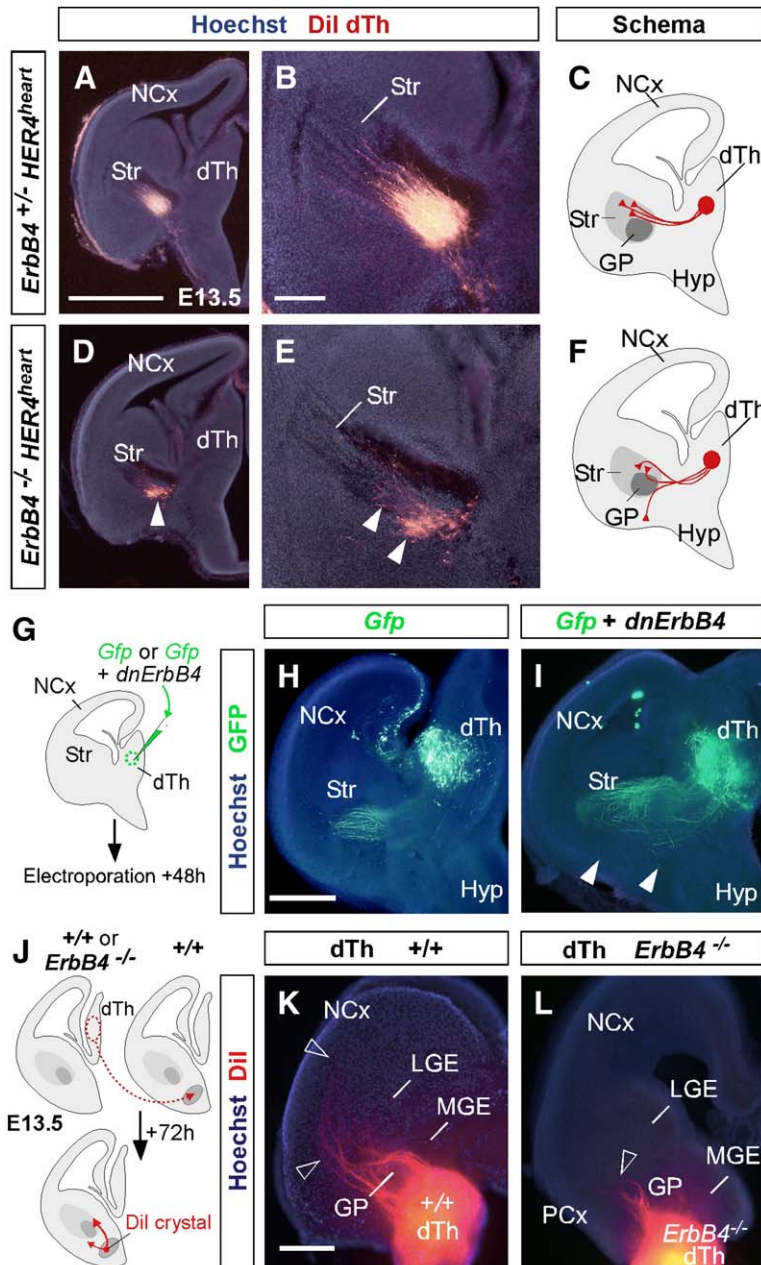 Hoechst DiI dTh
Schema
ErbB4 +/- HER4heart
A
NCx
Str
dTh
E13.5
B
Str
C
NCx
dTh
Str
GP
Hyp
ErbB4 -/- HER4heart
D
NCx
Str
dTh
E
Str
F
NCx
dTh
Str
GP
Hyp
G
Gfp or Gfp
+ dnErbB4
NCx
Str
dTh
Electroporation +48h
Gfp
Gfp + dnErbB4
Hoechst GFP
H
NCx
dTh
Str
Hyp
I
NCx
dTh
Str
Hyp
J
+/+ or
ErbB4 -/-
+/+
dTh
E13.5
+72h
DiI crystal
dTh +/+
dTh ErbB4 -/-
Hoechst DiI
K
NCx
LGE
MGE
GP
+/+
dTh
L
NCx
LGE
MGE
GP
PCx
ErbB4-/-
dTh